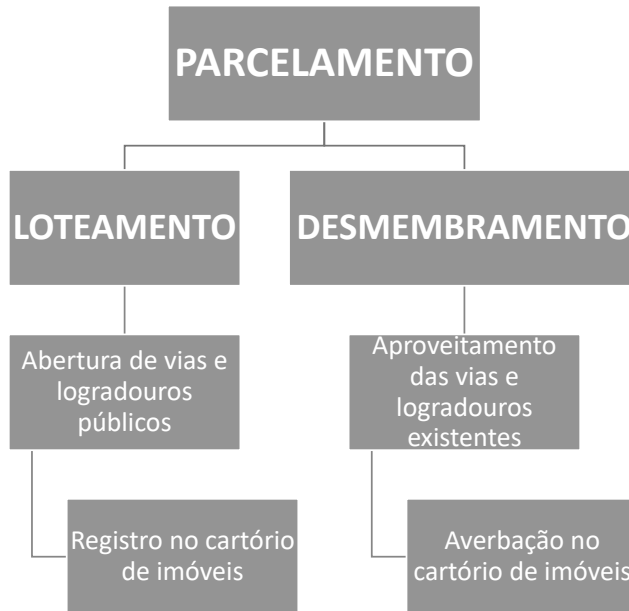 PARCELAMENTO
LOTEAMENTO
DESMEMBRAMENTO
Abertura de vias e
logradouros
públicos
Aproveitamento
das vias e
logradouros
existentes
Registro no cartório
de imóveis
Averbação no
cartório de imóveis